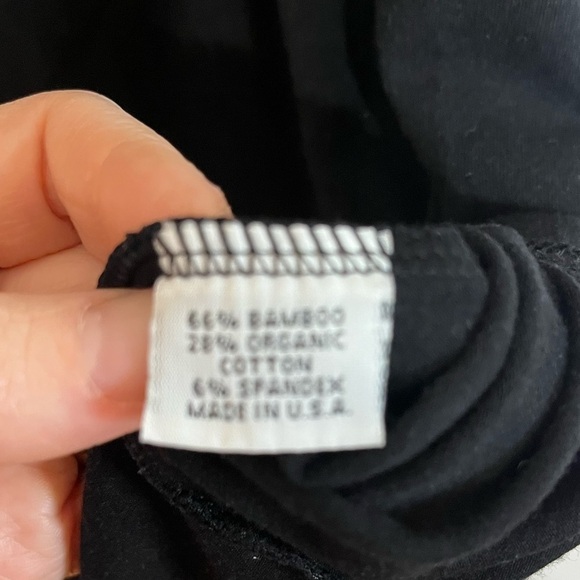 66% BAMBOO
28% ORGANIC
COTTON
6% SPANDEX
MADE IN U.S.A.